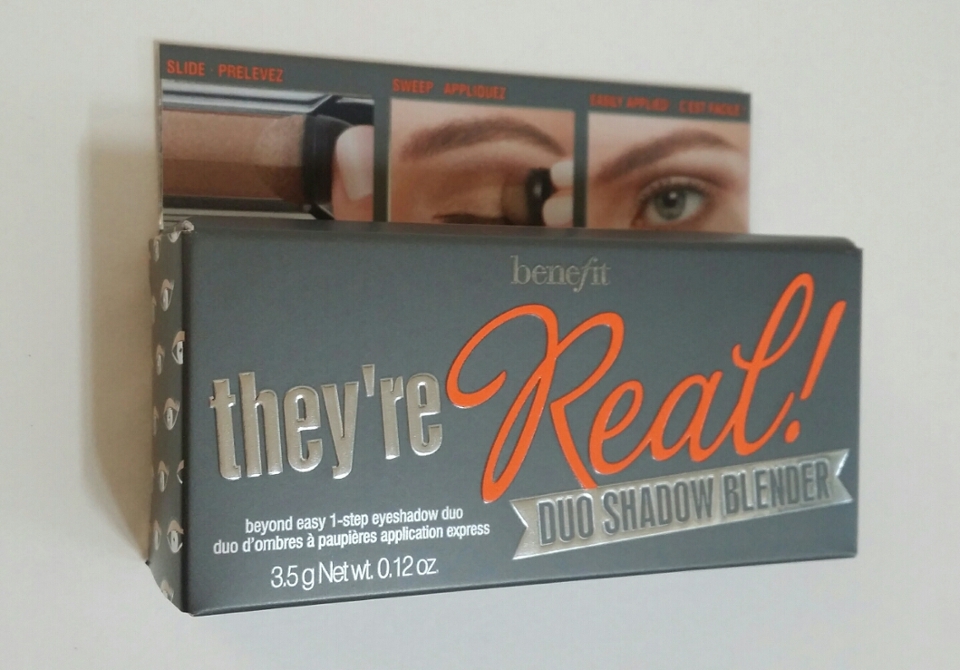 SLIDE · PRELEVEZ
SWEEP · APPLIQUEZ
EASILY APPLIED · C'EST FACILE ·
benefit
they're Real!
DUO SHADOW BLENDER
beyond easy 1-step eyeshadow duo
duo d'ombres à paupières application express
3.5 g Net wt. 0.12 oz.